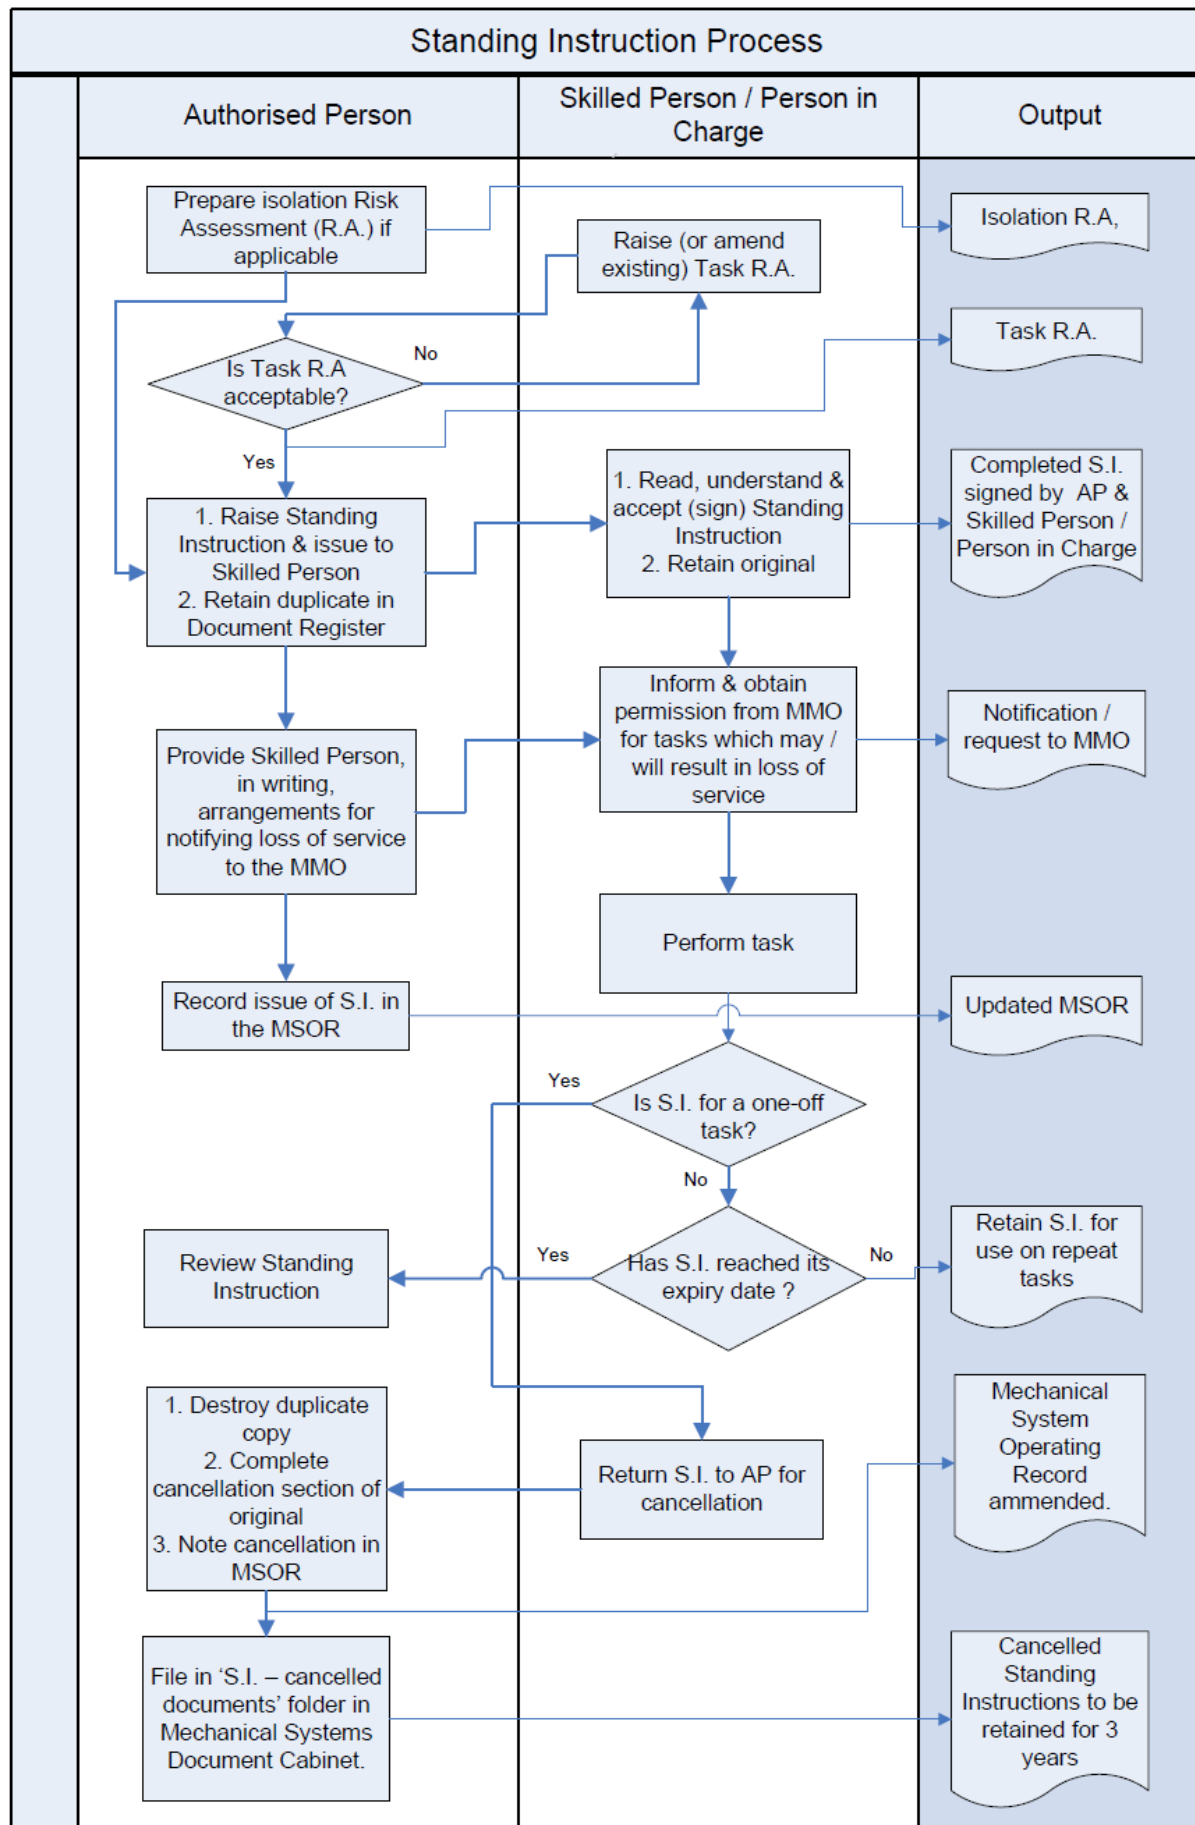 Standing Instruction Process
Authorised Person
Skilled Person / Person in
Charge
Output
Prepare isolation Risk
Assessment (R.A.) if
applicable
Raise (or amend
existing) Task R.A.
Isolation R.A,
Task R.A.
Is Task R.A
acceptable?
No
Yes
1. Raise Standing
Instruction & issue to
Skilled Person
2. Retain duplicate in
Document Register
1. Read, understand &
accept (sign) Standing
Instruction
2. Retain original
Completed S.I.
signed by AP &
Skilled Person /
Person in Charge
Provide Skilled Person,
in writing,
arrangements for
notifying loss of service
to the MMO
Inform & obtain
permission from MMO
for tasks which may /
will result in loss of
service
Notification /
request to MMO
Perform task
Record issue of S.I. in
the MSOR
Updated MSOR
Yes
Is S.I. for a one-off
task?
No
Review Standing
Instruction
Yes
Has S.I. reached its
expiry date ?
No
Retain S.I. for
use on repeat
tasks
1. Destroy duplicate
copy
2. Complete
cancellation section of
original
3. Note cancellation in
MSOR
Return S.I. to AP for
cancellation
Mechanical
System
Operating
Record
ammended.
File in ‘S.I. – cancelled
documents’ folder in
Mechanical Systems
Document Cabinet.
Cancelled
Standing
Instructions to be
retained for 3
years